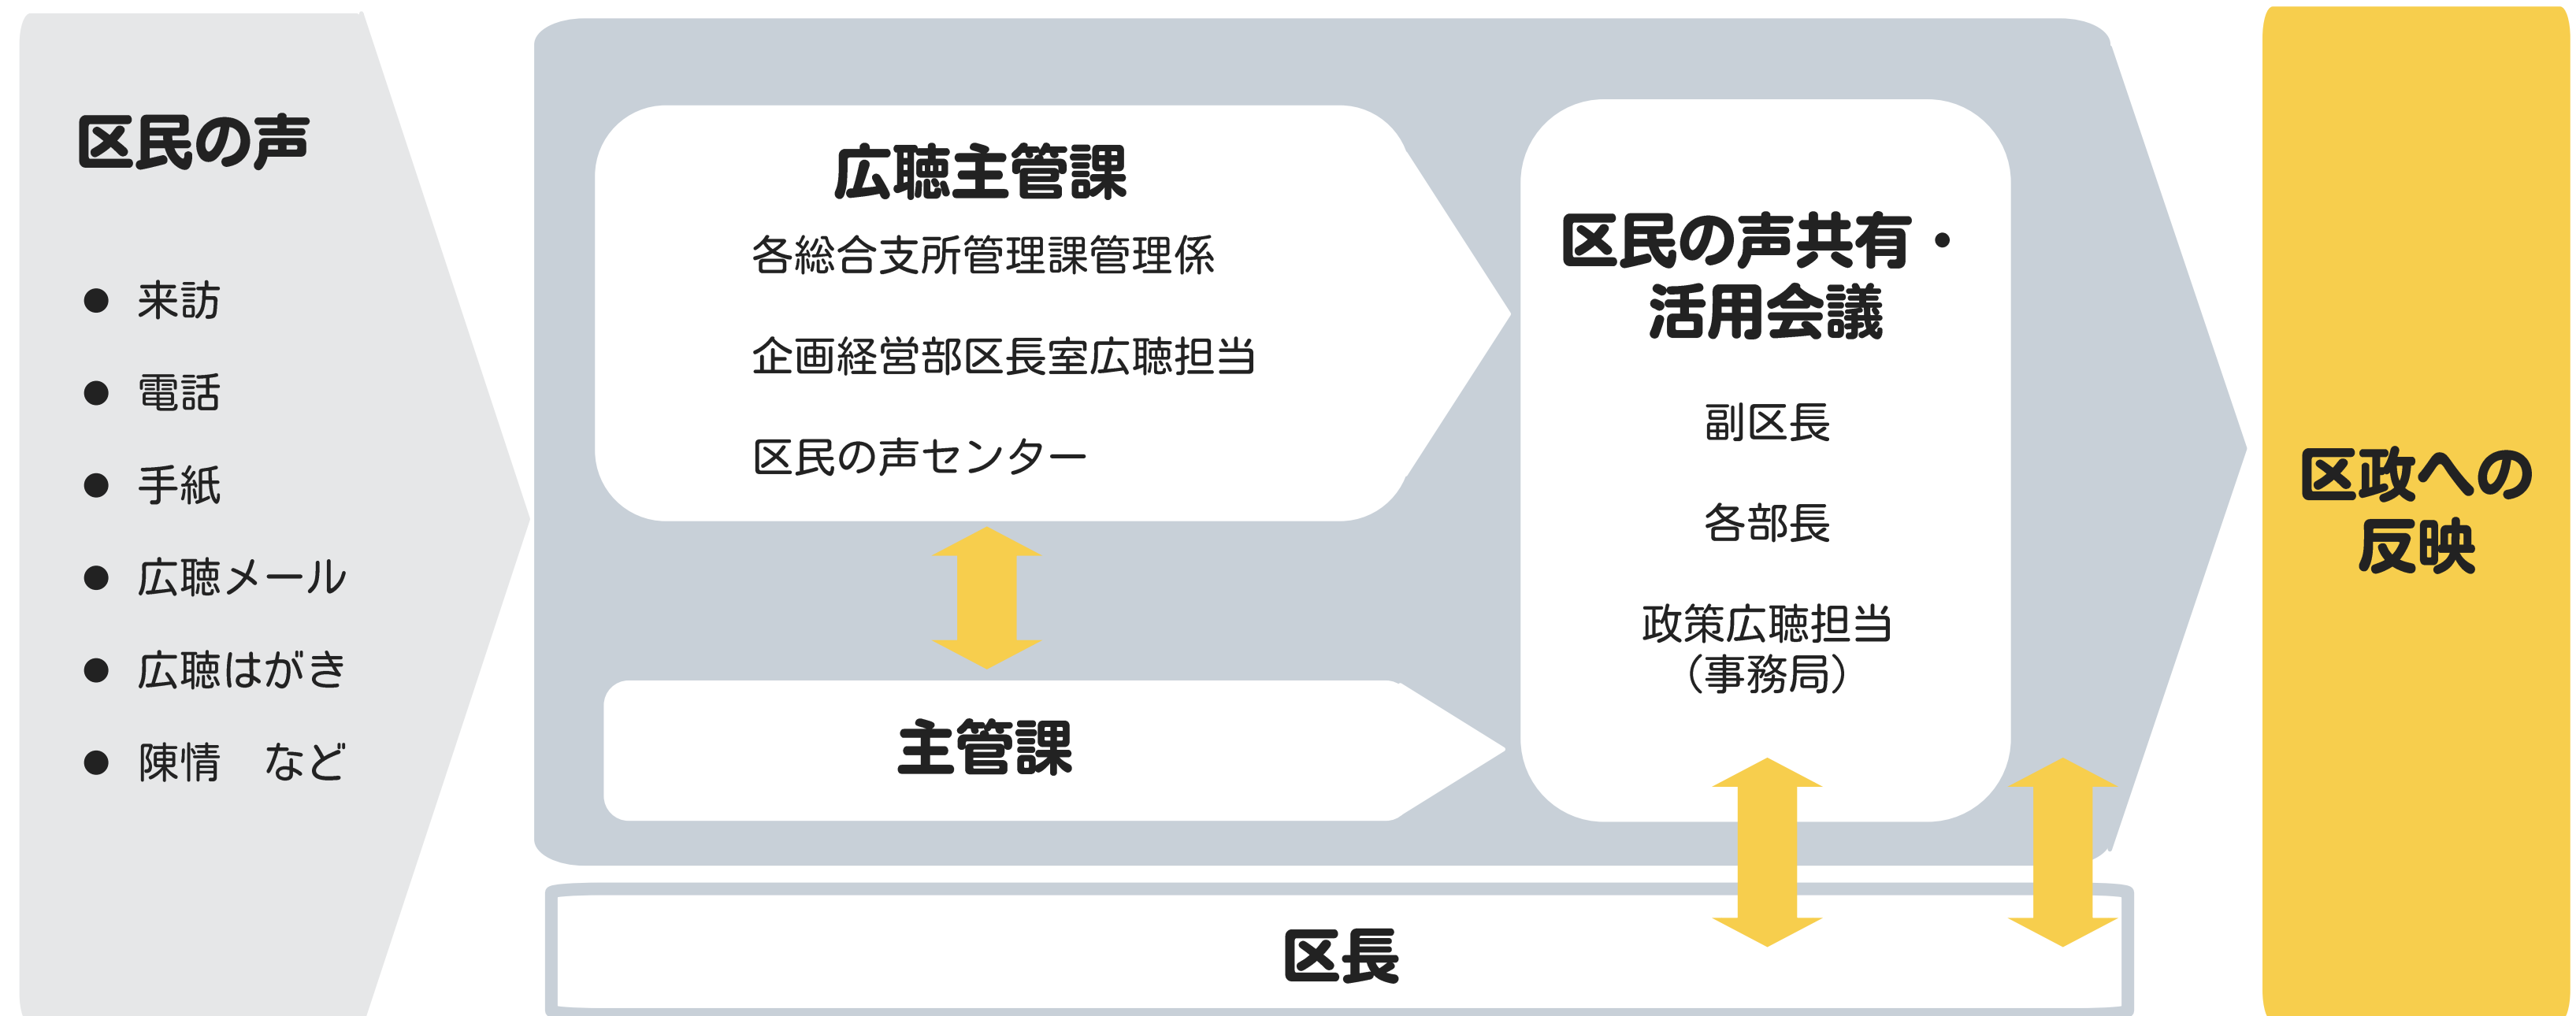 区民の声
● 来訪
● 電話
● 手紙
● 広聴メール
● 広聴はがき
● 陳情　など
広聴主管課
各総合支所管理課管理係
企画経営部区長室広聴担当
区民の声センター
主管課
区民の声共有・
活用会議
副区長
各部長
政策広聴担当
（事務局）
区長
区政への
反映